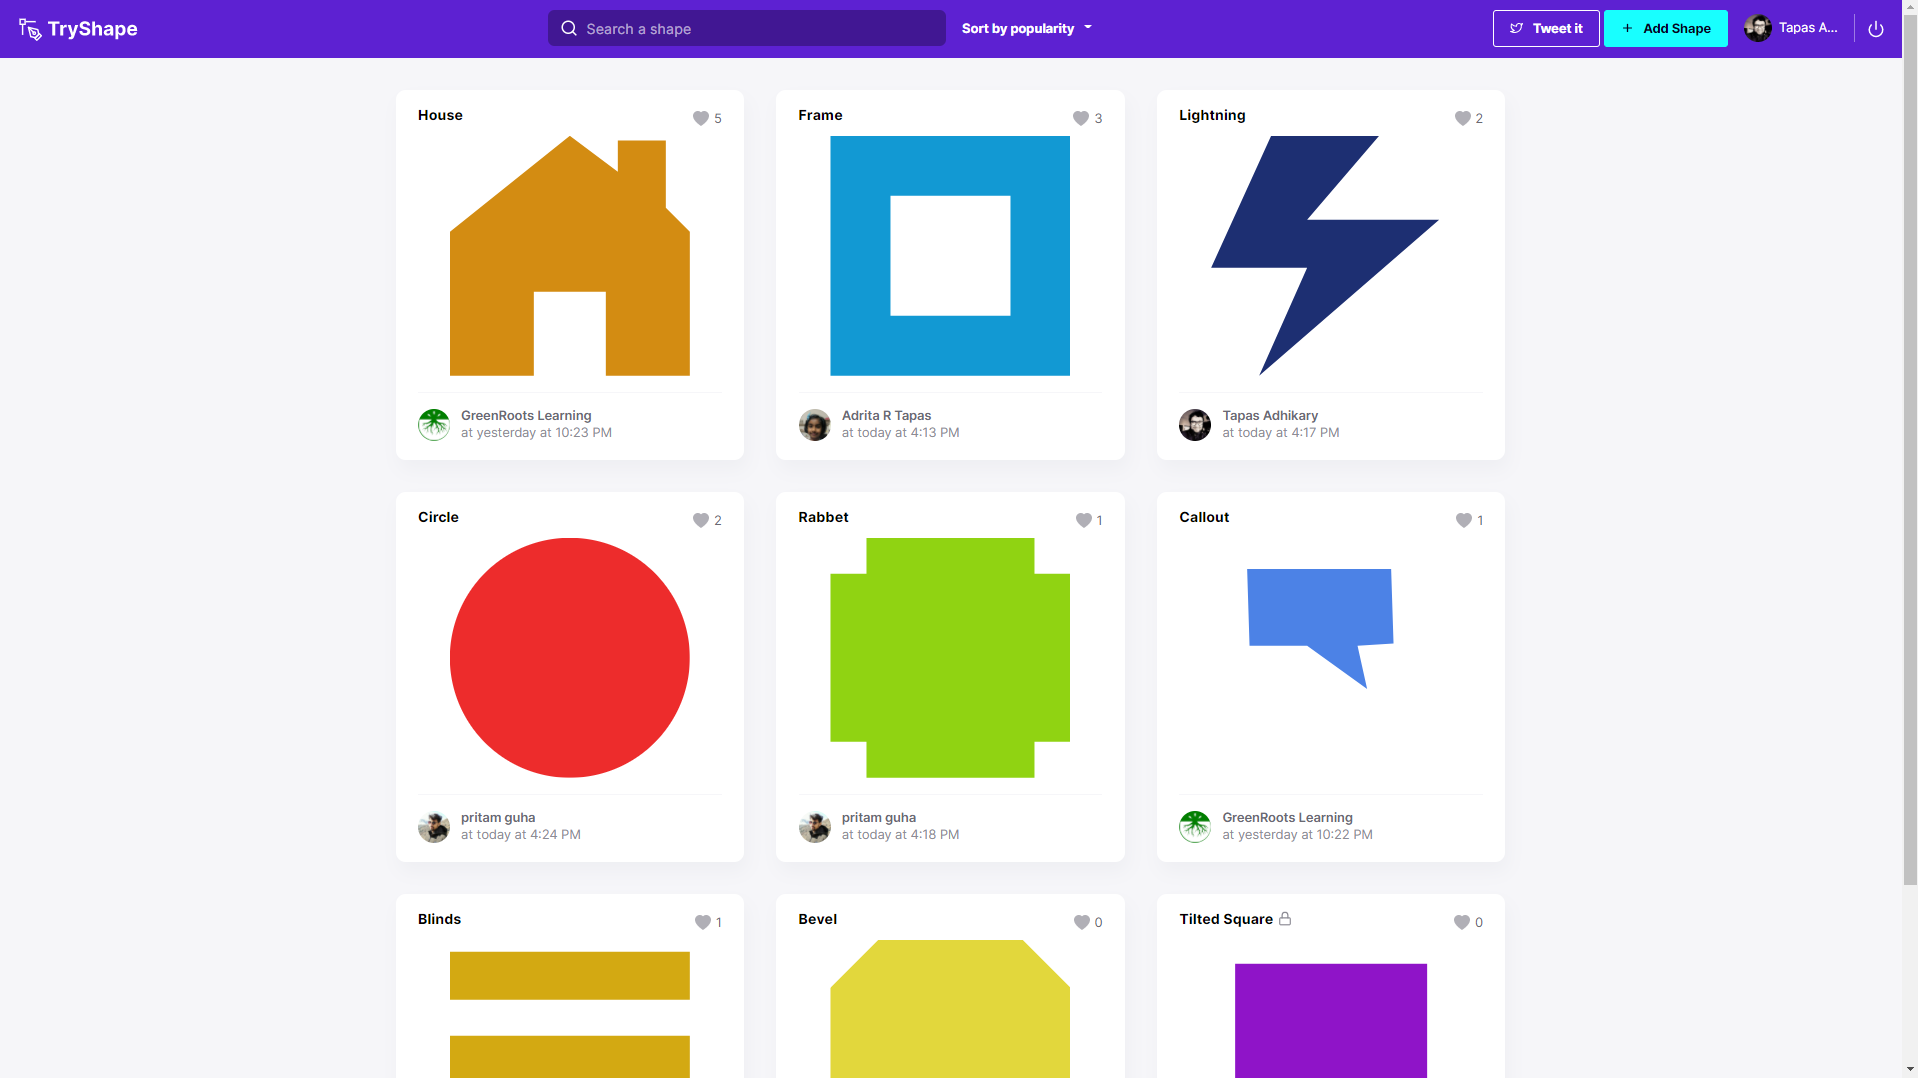 TryShape
Search a shape
Sort by popularity
Tweet it
+ Add Shape
Tapas A...
House
5
Frame
3
Lightning
2
GreenRoots Learning
at yesterday at 10:23 PM
Adrita R Tapas
at today at 4:13 PM
Tapas Adhikary
at today at 4:17 PM
Circle
2
Rabbet
1
Callout
1
pritam guha
at today at 4:24 PM
pritam guha
at today at 4:18 PM
GreenRoots Learning
at yesterday at 10:22 PM
Blinds
1
Bevel
0
Tilted Square
0